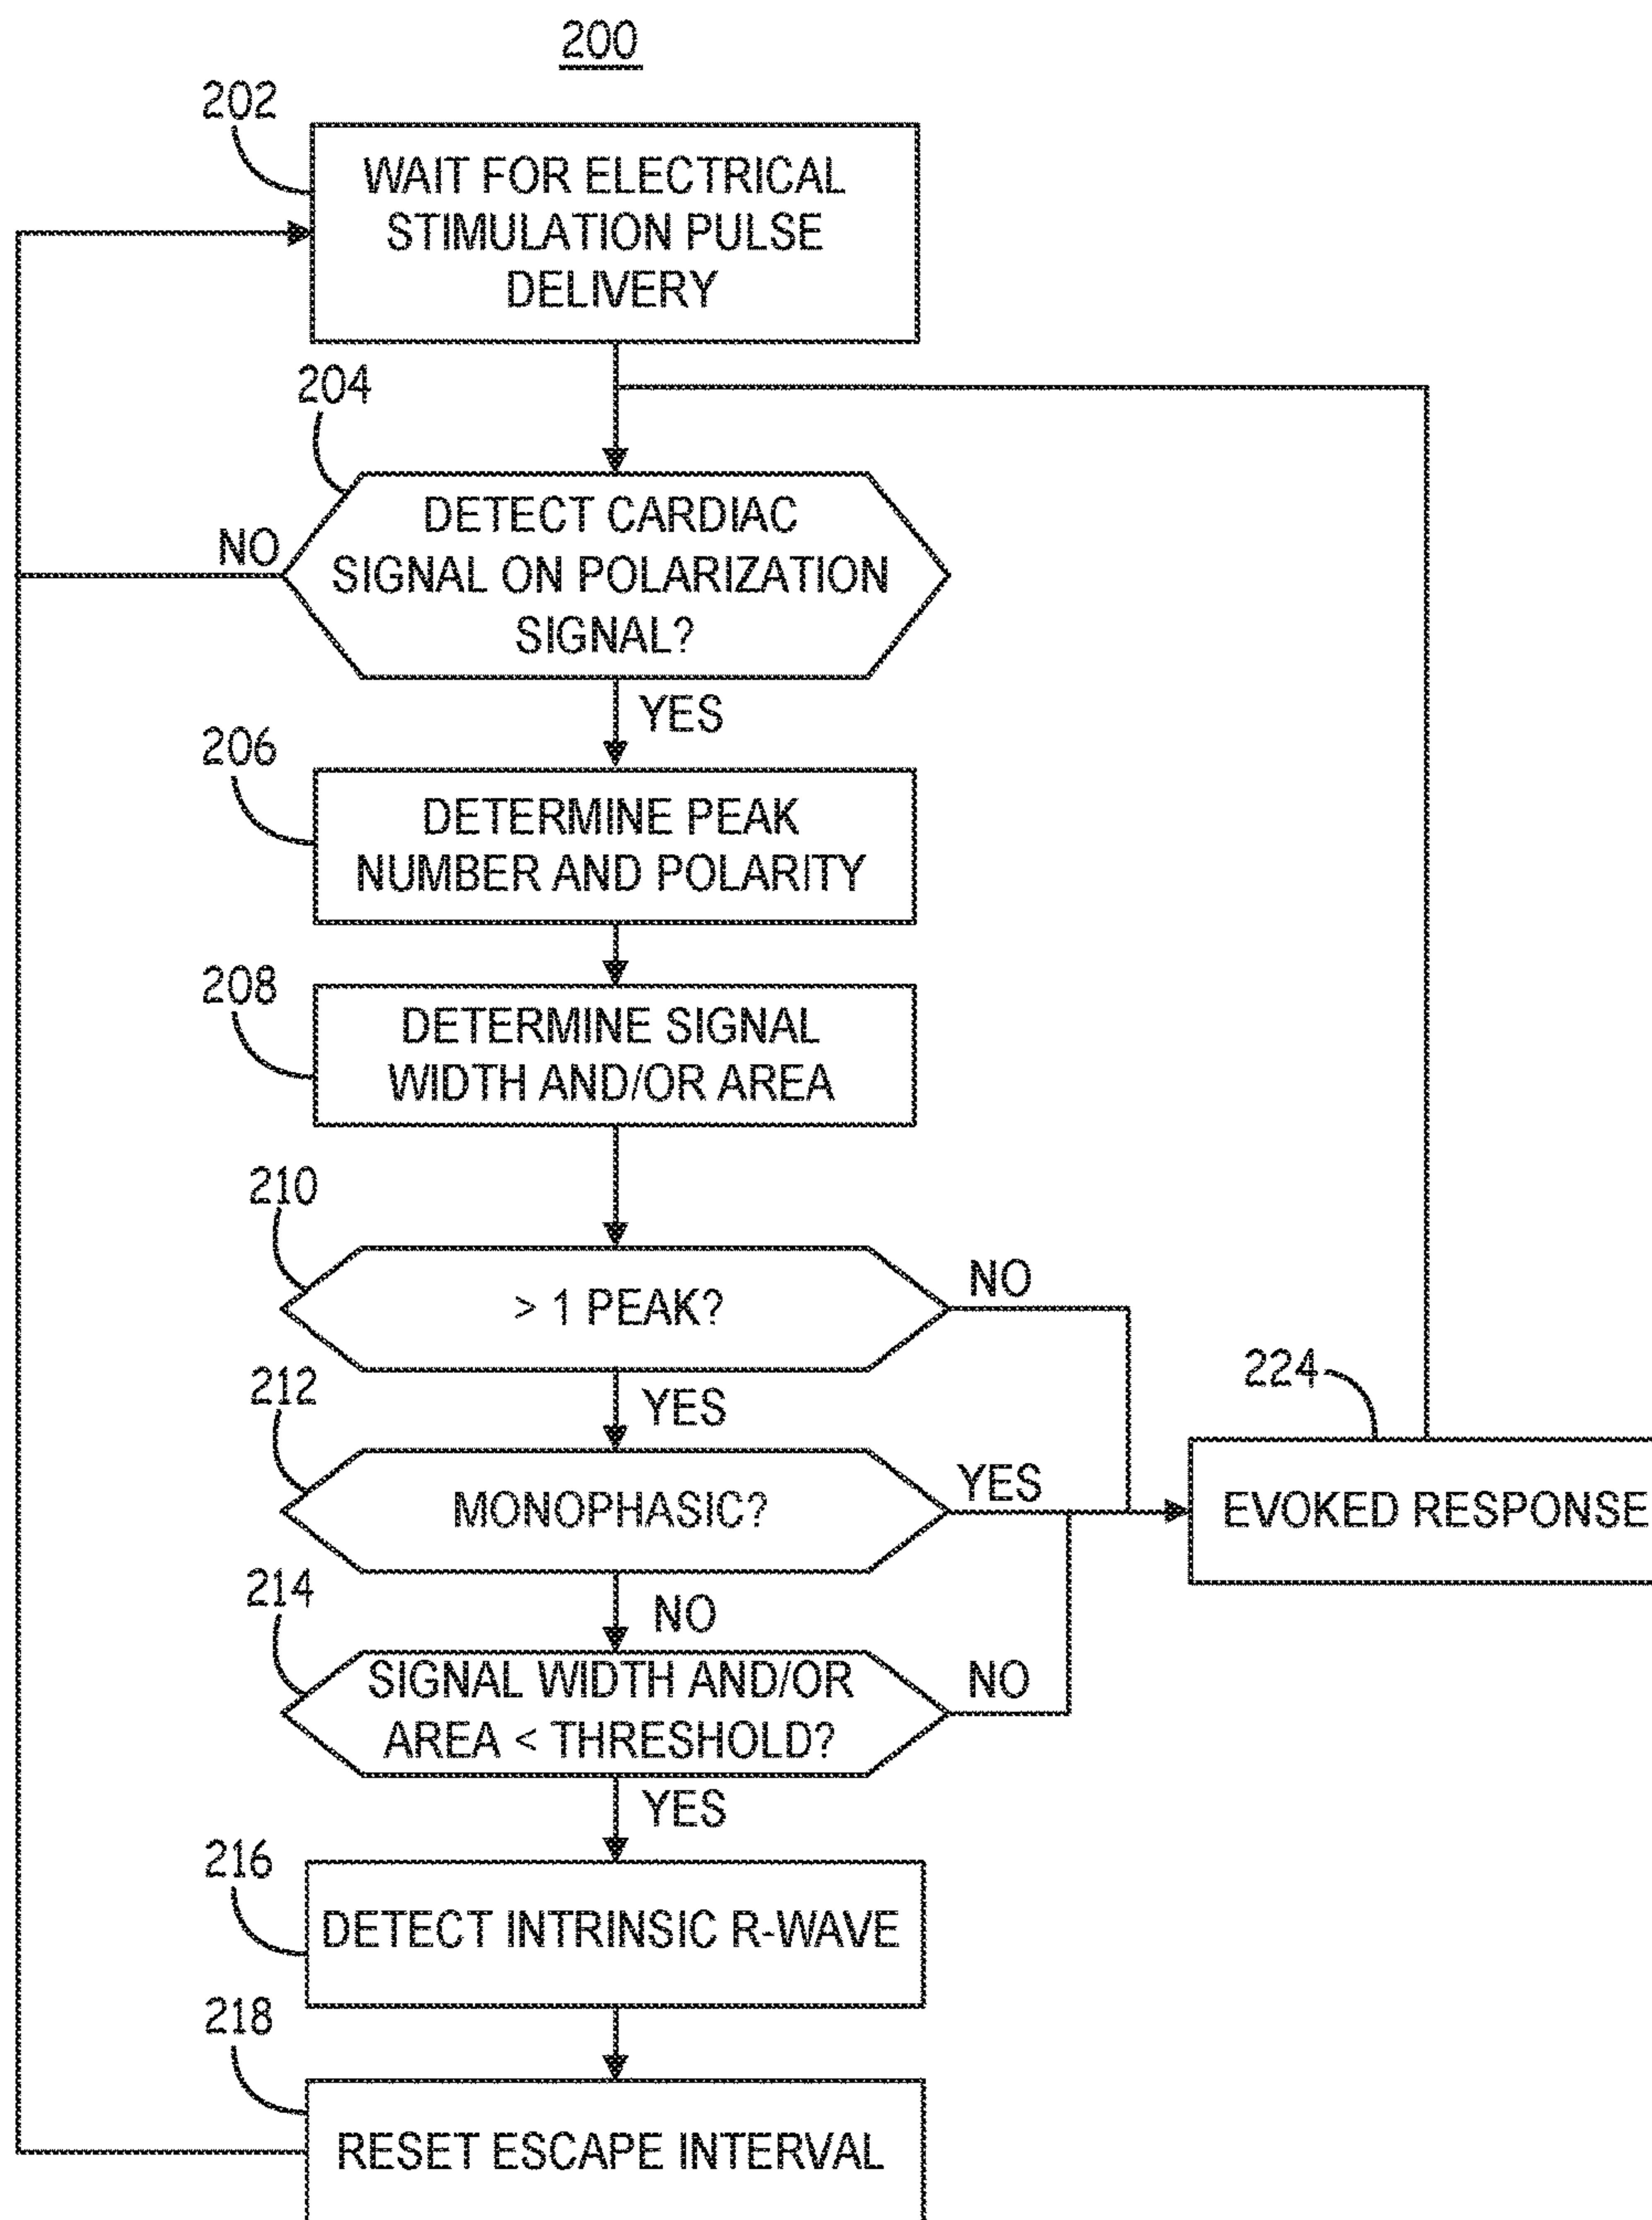 200
202
WAIT FOR ELECTRICAL
STIMULATION PULSE
DELIVERY
204
DETECT CARDIAC
SIGNAL ON POLARIZATION
SIGNAL?
NO
YES
206
DETERMINE PEAK
NUMBER AND POLARITY
208
DETERMINE SIGNAL
WIDTH AND/OR AREA
210
> 1 PEAK?
NO
YES
212
MONOPHASIC?
YES
224
EVOKED RESPONSE
NO
214
SIGNAL WIDTH AND/OR
AREA < THRESHOLD?
NO
YES
216
DETECT INTRINSIC R-WAVE
218
RESET ESCAPE INTERVAL